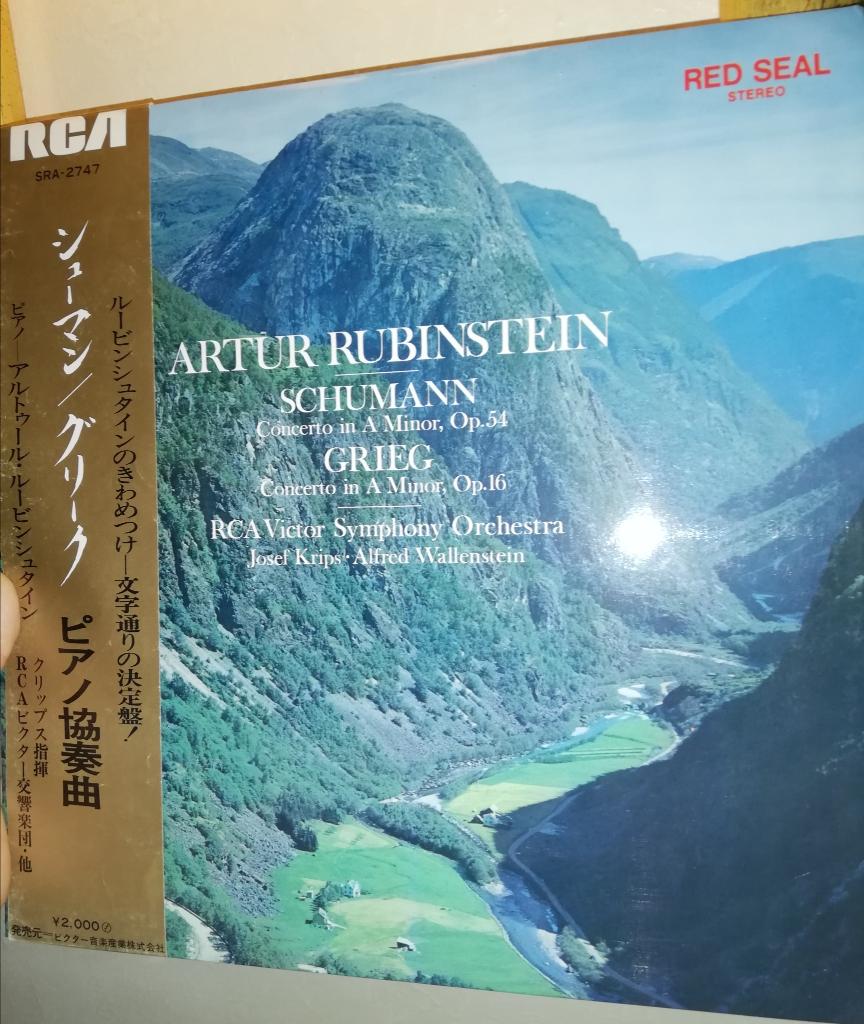 RCA
SRA-2747
ルービンシュタインのきわめつけ—文字通りの決定盤!
シューマン/グリーク
ピアノ協奏曲
ピアノ—アルトゥール・ルービンシュタイン
クリップス指揮
RCAビクター交響楽団・他
¥2,000
発売元—ビクター音楽産業株式会社
RED SEAL
STEREO
ARTUR RUBINSTEIN
SCHUMANN
Concerto in A Minor, Op.54
GRIEG
Concerto in A Minor, Op.16
RCA Victor Symphony Orchestra
Josef Krips·Alfred Wallenstein